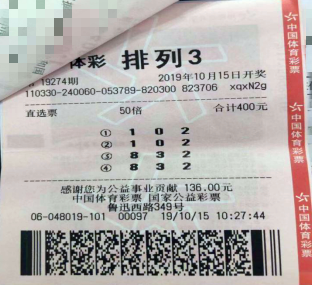 体彩 排列3
19274期 2019年10月15日开奖
110330-240060-053789-820300 823706 xqxN2g
直选票 50倍 合计400元
① 1 0 2
② 1 0 2
③ 8 3 2
④ 8 3 2
感谢您为公益事业贡献 136.00元
中国体育彩票 国家公益彩票
鲁迅西路349号
06-048019-101 00097 19/10/15 10:27:44
中国体育彩票
中国体育彩票
中国体育彩票